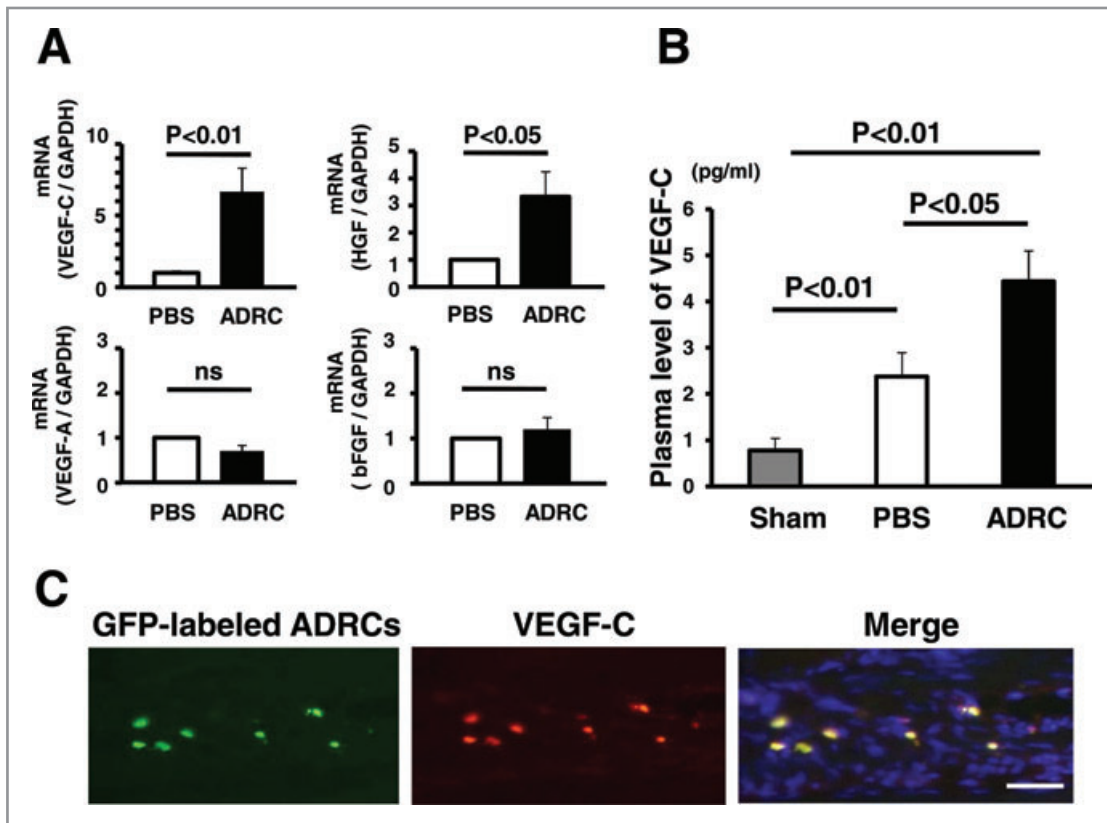 A
mRNA
(VEGF-C / GAPDH)
10
5
0
P<0.01
PBS ADRC
mRNA
(HGF / GAPDH)
5
4
3
2
1
0
P<0.05
PBS ADRC
mRNA
(VEGF-A / GAPDH)
2
1
0
ns
PBS ADRC
mRNA
( bFGF / GAPDH)
2
1
0
ns
PBS ADRC
B
Plasma level of VEGF-C
(pg/ml)
6
5
4
3
2
1
0
P<0.01
P<0.05
P<0.01
Sham PBS ADRC
C
GFP-labeled ADRCs VEGF-C Merge